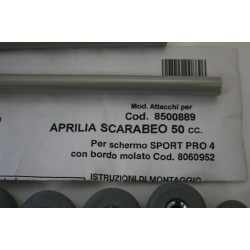 Mod. Attacchi per
Cod. 8500889
APRILIA SCARABEO 50 cc.
Per schermo SPORT PRO 4
con bordo molato Cod. 8060952
ISTRUZIONI DI MONTAGGIO